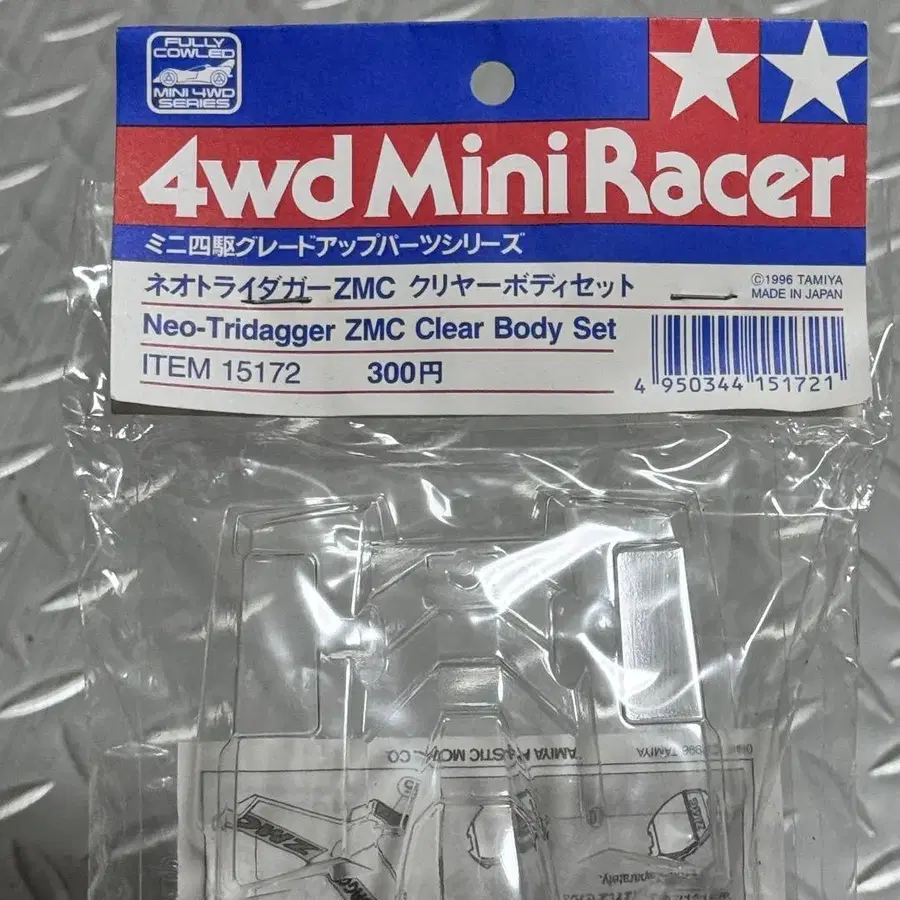 FULLY
COWLED
MINI 4WD
SERIES
4wd Mini Racer
ミニ四駆グレードアップパーツシリーズ
ネオトライダガーZMC クリヤーボディセット
©1996 TAMIYA
MADE IN JAPAN
Neo-Tridagger ZMC Clear Body Set
ITEM 15172 300円
4 950344 151721
1996 TAMIYA
ZMC